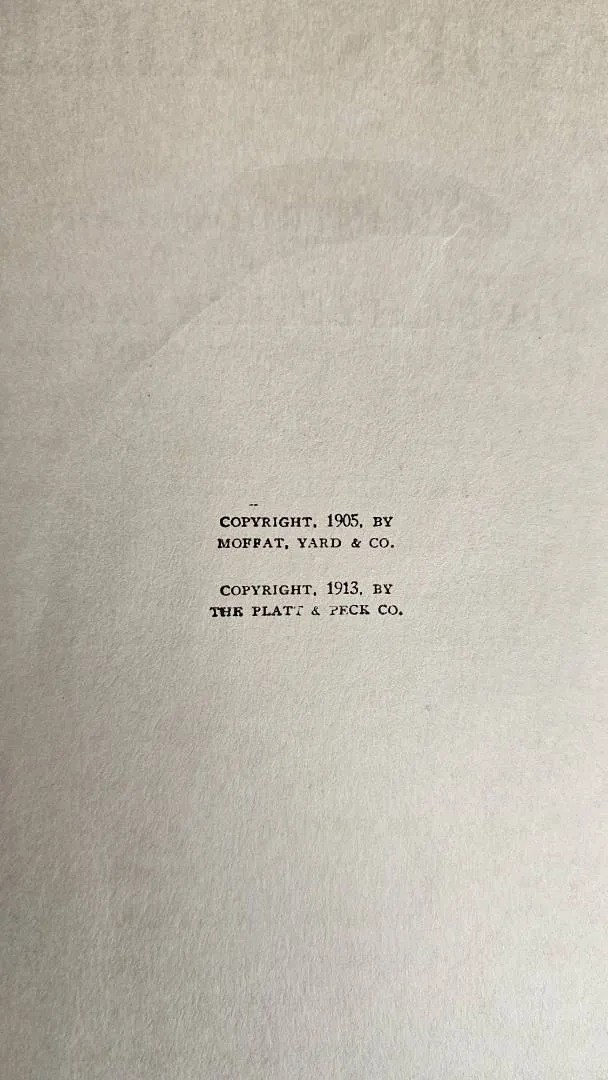 COPYRIGHT, 1905, BY
MOFFAT, YARD & CO.
COPYRIGHT, 1913, BY
THE PLATT & PECK CO.